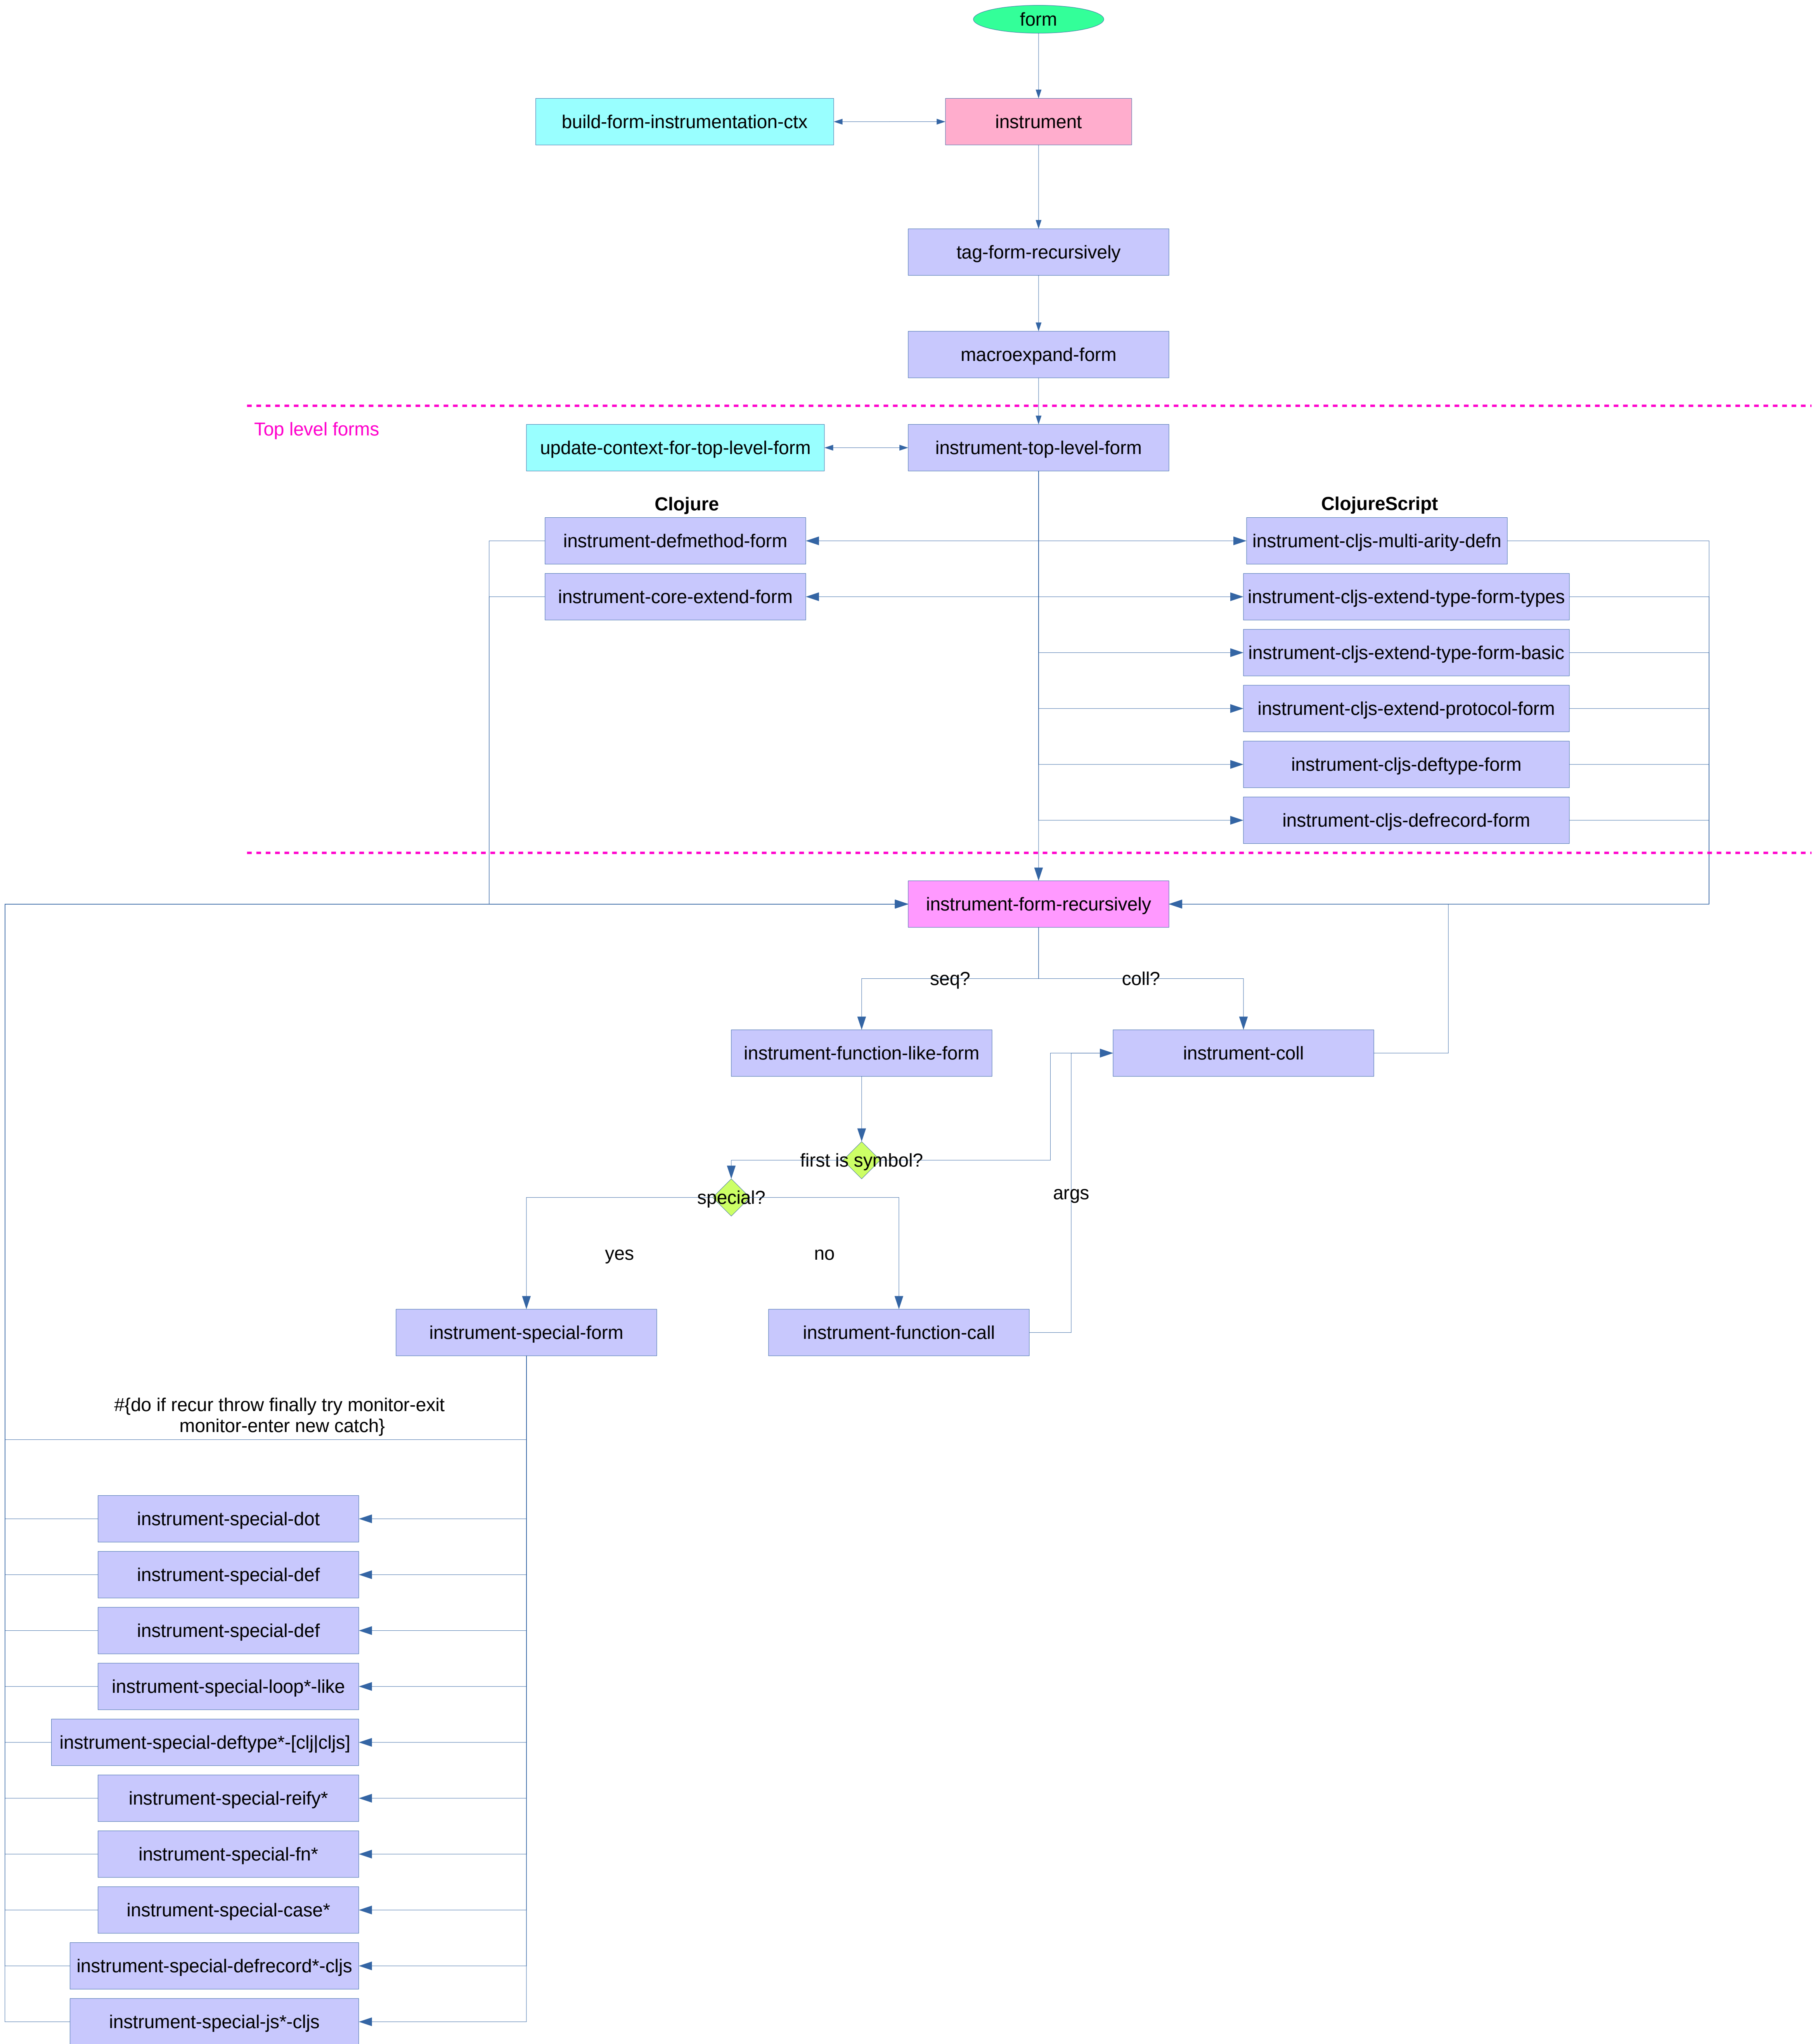 form
build-form-instrumentation-ctx
instrument
tag-form-recursively
macroexpand-form
Top level forms
update-context-for-top-level-form
instrument-top-level-form
Clojure
ClojureScript
instrument-defmethod-form
instrument-cljs-multi-arity-defn
instrument-core-extend-form
instrument-cljs-extend-type-form-types
instrument-cljs-extend-type-form-basic
instrument-cljs-extend-protocol-form
instrument-cljs-deftype-form
instrument-cljs-defrecord-form
instrument-form-recursively
seq?
coll?
instrument-function-like-form
instrument-coll
first is symbol?
special?
args
yes
no
instrument-special-form
instrument-function-call
#{do if recur throw finally try monitor-exit
monitor-enter new catch}
instrument-special-dot
instrument-special-def
instrument-special-def
instrument-special-loop*-like
instrument-special-deftype*-[clj|cljs]
instrument-special-reify*
instrument-special-fn*
instrument-special-case*
instrument-special-defrecord*-cljs
instrument-special-js*-cljs